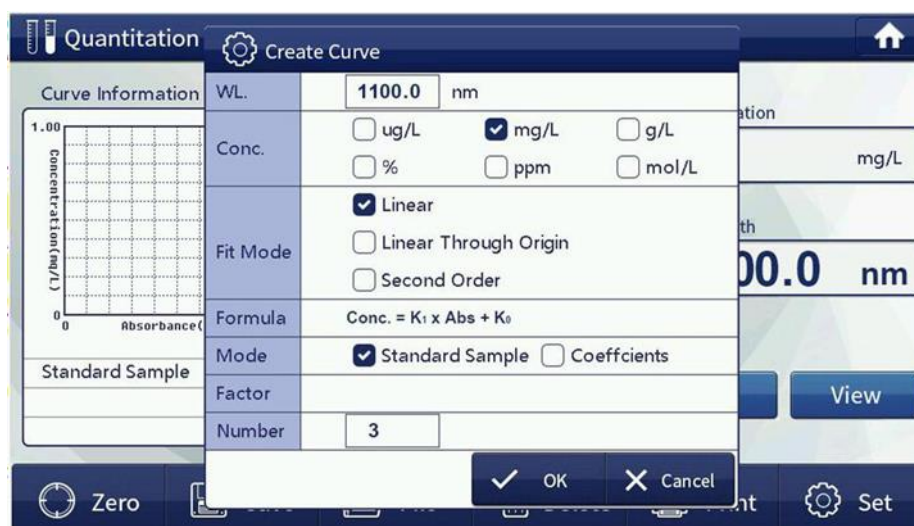 Quantitation
Create Curve
Curve Information
1.00
Concentration(mg/L)
0
0
Absorbance(
Standard Sample
WL.
1100.0 nm
Conc.
ug/L mg/L g/L
% ppm mol/L
Fit Mode
Linear
Linear Through Origin
Second Order
Formula
Conc. = K₁ x Abs + K₀
Mode
Standard Sample Coeffcients
Factor
Number
3
OK Cancel
mg/L
00.0 nm
View
Zero
Set